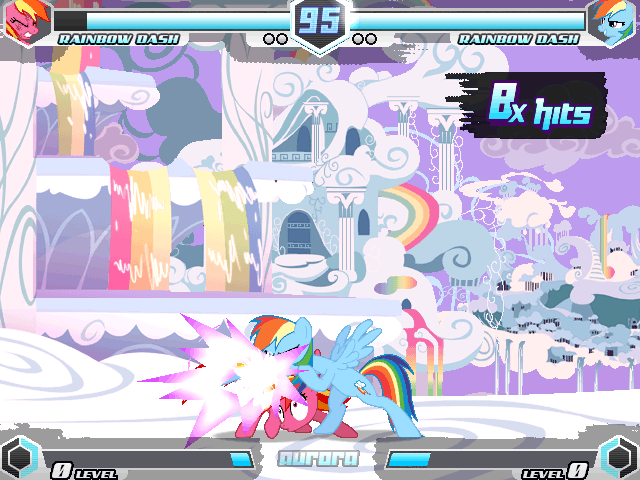 95
RAINBOW DASH
RAINBOW DASH
8x hits
0 LEVEL
aurora
LEVEL 0